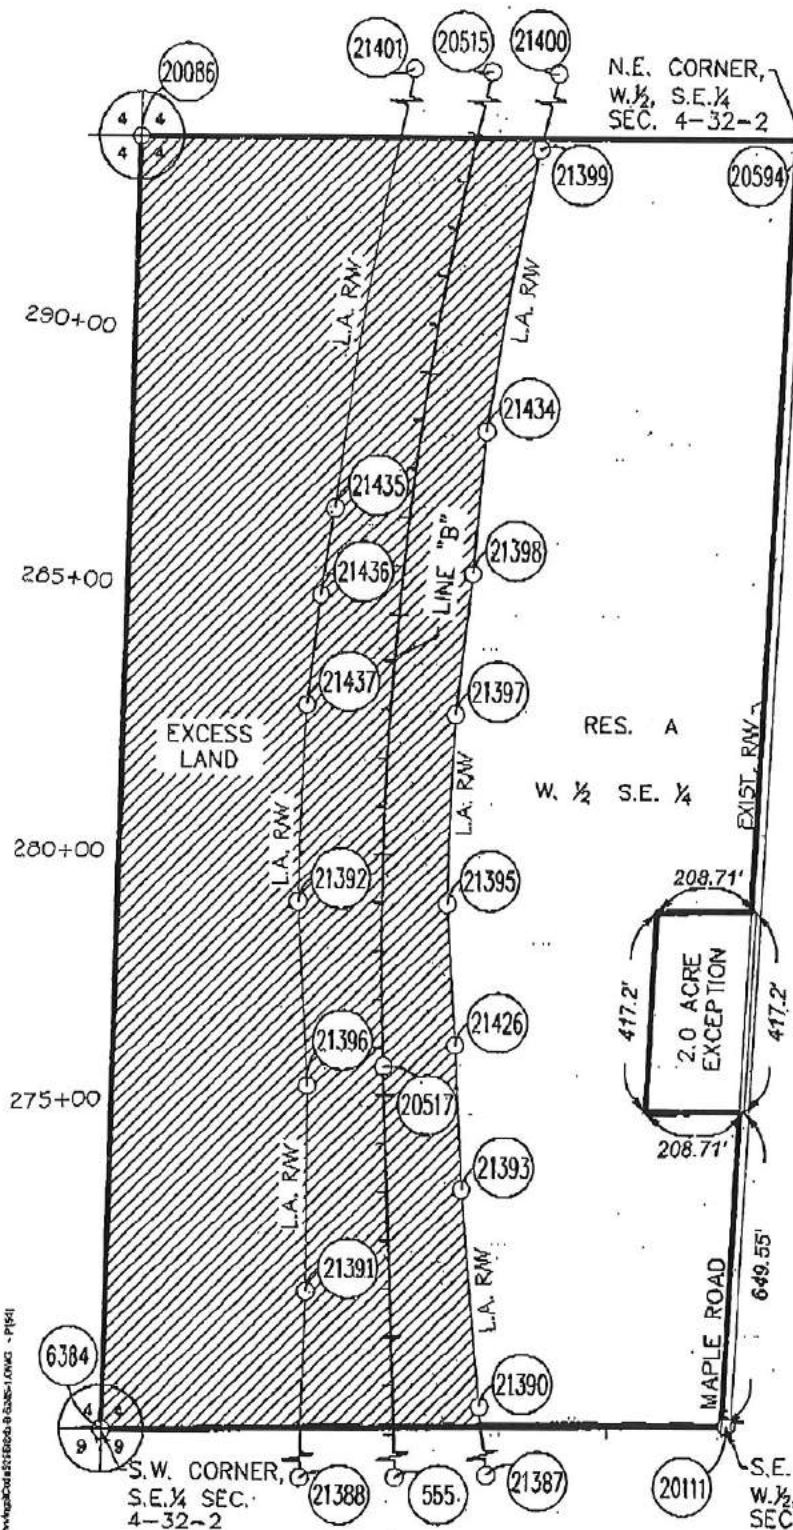 21401
20515
21400
20086
N.E. CORNER,
W.½, S.E.¼
SEC. 4-32-2
4 4
4 4
21399
20594
L.A. R/W
L.A. R/W
290+00
21434
21435
LINE "B"
21398
21436
285+00
21437
21397
EXCESS
LAND
RES. A
EXIST. R/W
W. ½ S.E. ¼
L.A. R/W
L.A. R/W
280+00
21392
21395
208.71'
2.0 ACRE
EXCEPTION
417.2'
417.2'
21426
21396
20517
275+00
208.71'
21393
L.A. R/W
649.55'
21391
L.A. R/W
MAPLE ROAD
21390
6384
4 4
9 9
S.W. CORNER,
S.E.¼ SEC.
4-32-2
21388
555
21387
20111
S.E.
W.½,
SEC